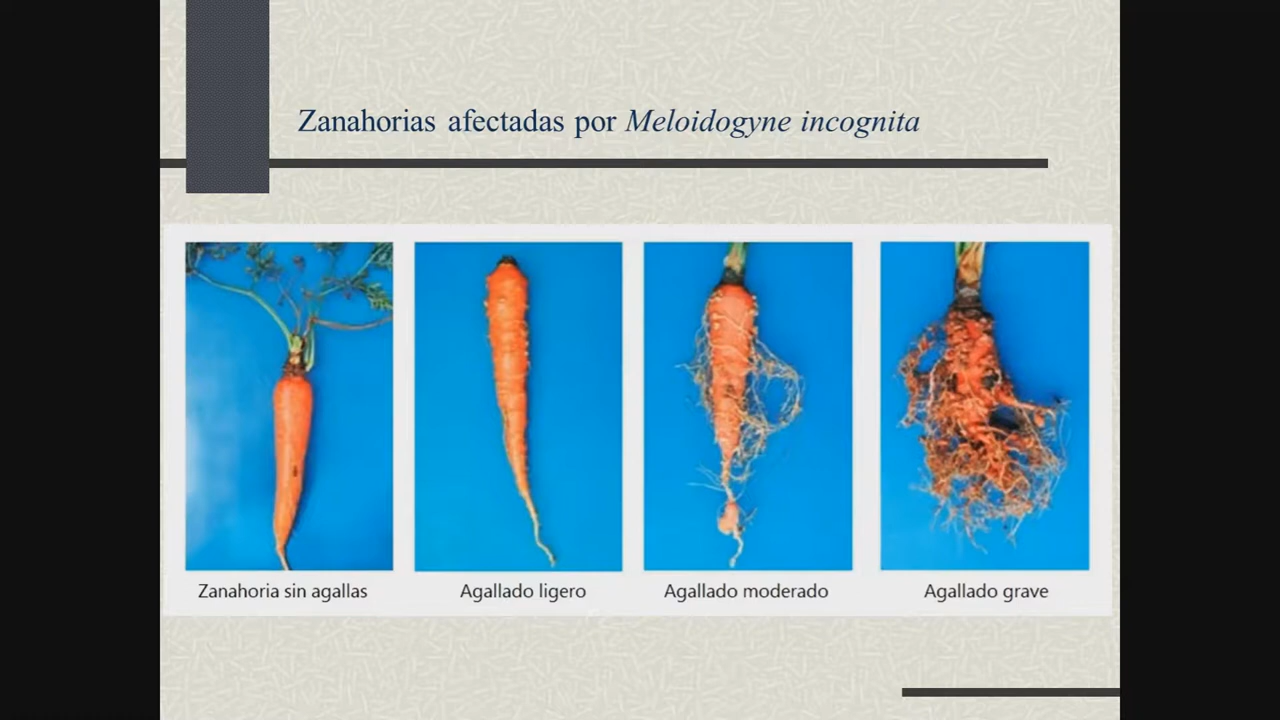 Zanahorias afectadas por Meloidogyne incognita
Zanahoria sin agallas
Agallado ligero
Agallado moderado
Agallado grave